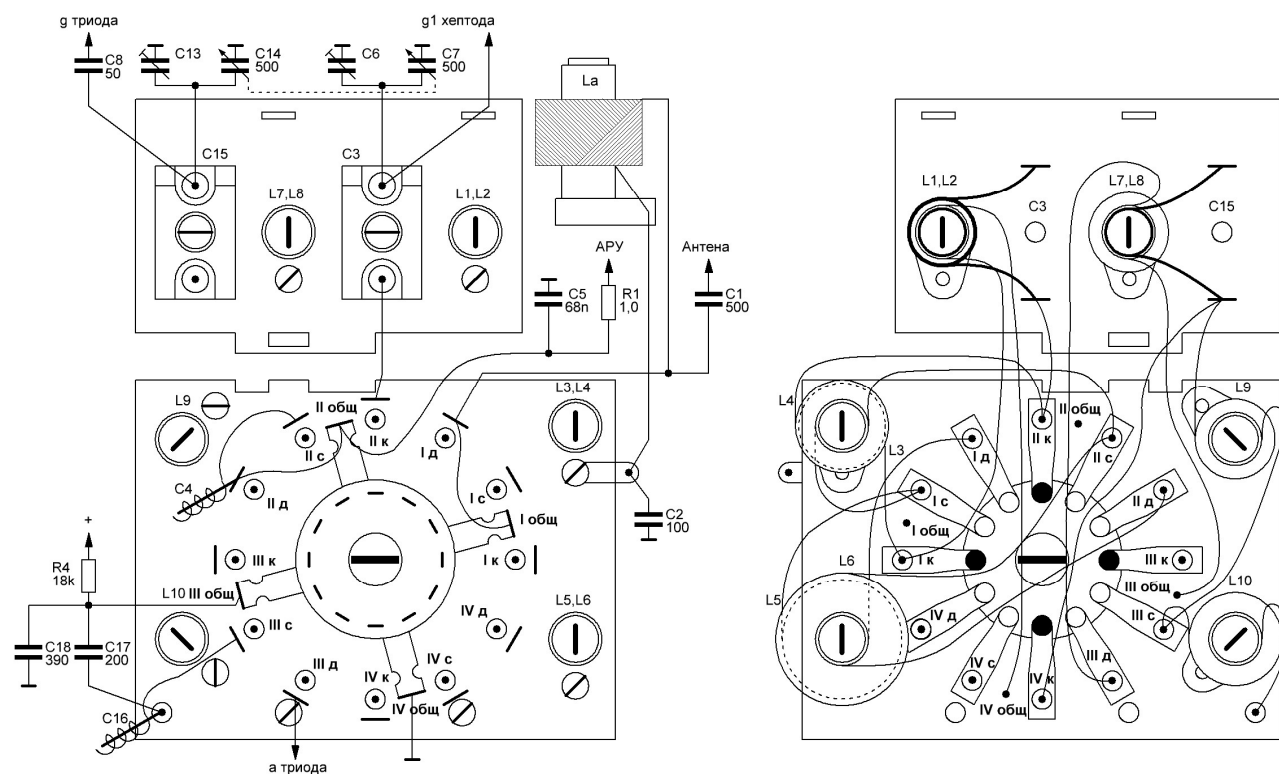 g триода
g1 хептода
C8
50
C13
C14
500
C6
C7
500
La
C15
C3
L7,L8
L1,L2
АРУ
Антена
C5
68n
R1
1,0
C1
500
L9
II общ
II к
II с
I д
L3,L4
C4
II д
I с
I общ
C2
100
+
III к
I к
R4
18k
L10
III общ
III с
IV д
L5,L6
C18
390
C17
200
III д
IV к
IV с
IV общ
C16
а триода
L1,L2
C3
L7,L8
C15
L4
L9
II общ
II к
II с
I д
L3
I с
II д
I общ
I к
III к
L6
III общ
L5
L10
IV д
III с
IV с
III д
IV к
IV общ